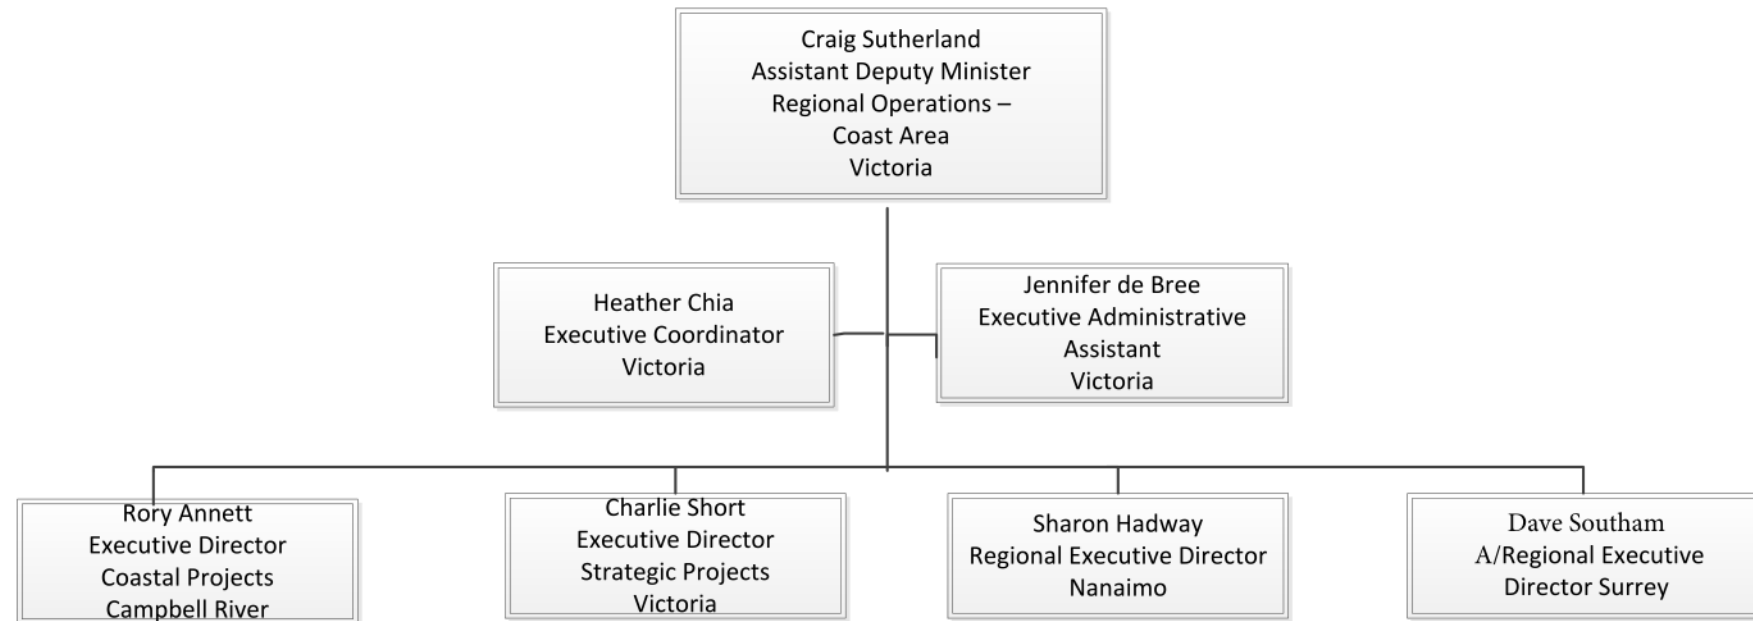 Craig Sutherland
Assistant Deputy Minister
Regional Operations –
Coast Area
Victoria
Heather Chia
Executive Coordinator
Victoria
Jennifer de Bree
Executive Administrative
Assistant
Victoria
Rory Annett
Executive Director
Coastal Projects
Campbell River
Charlie Short
Executive Director
Strategic Projects
Victoria
Sharon Hadway
Regional Executive Director
Nanaimo
Dave Southam
A/Regional Executive
Director Surrey